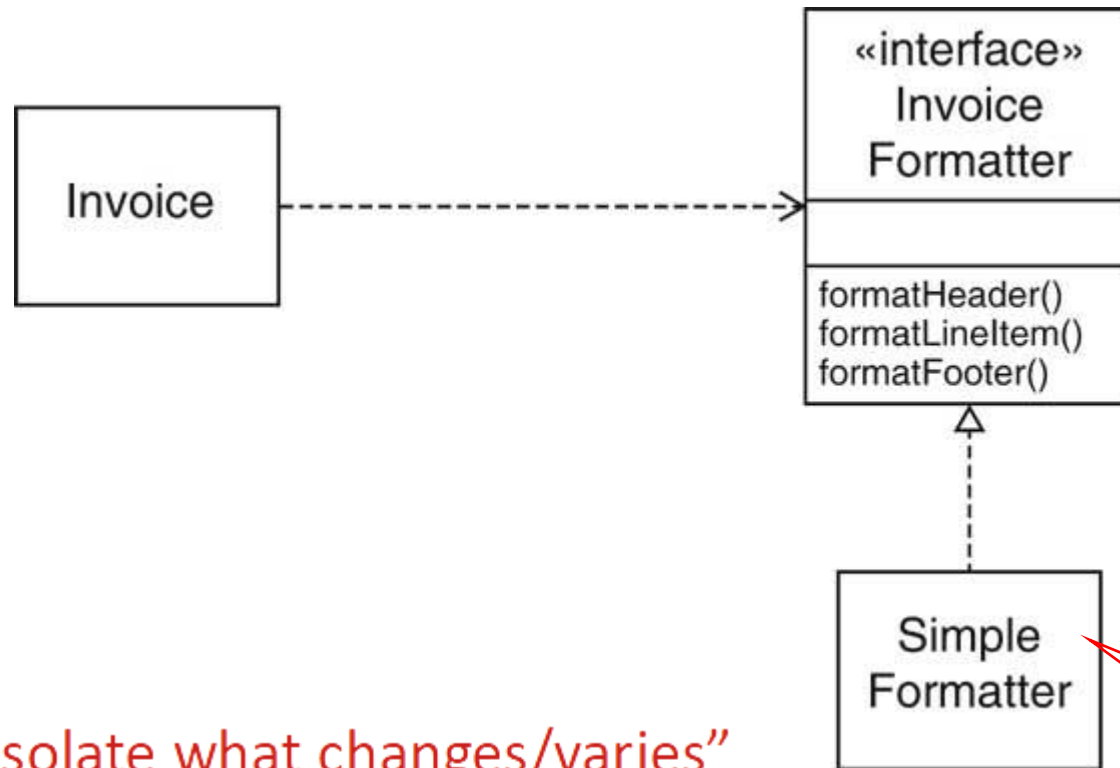 «interface»
Invoice
Formatter
Invoice
formatHeader()
formatLineItem()
formatFooter()
Simple
Formatter
solate what changes/varies”